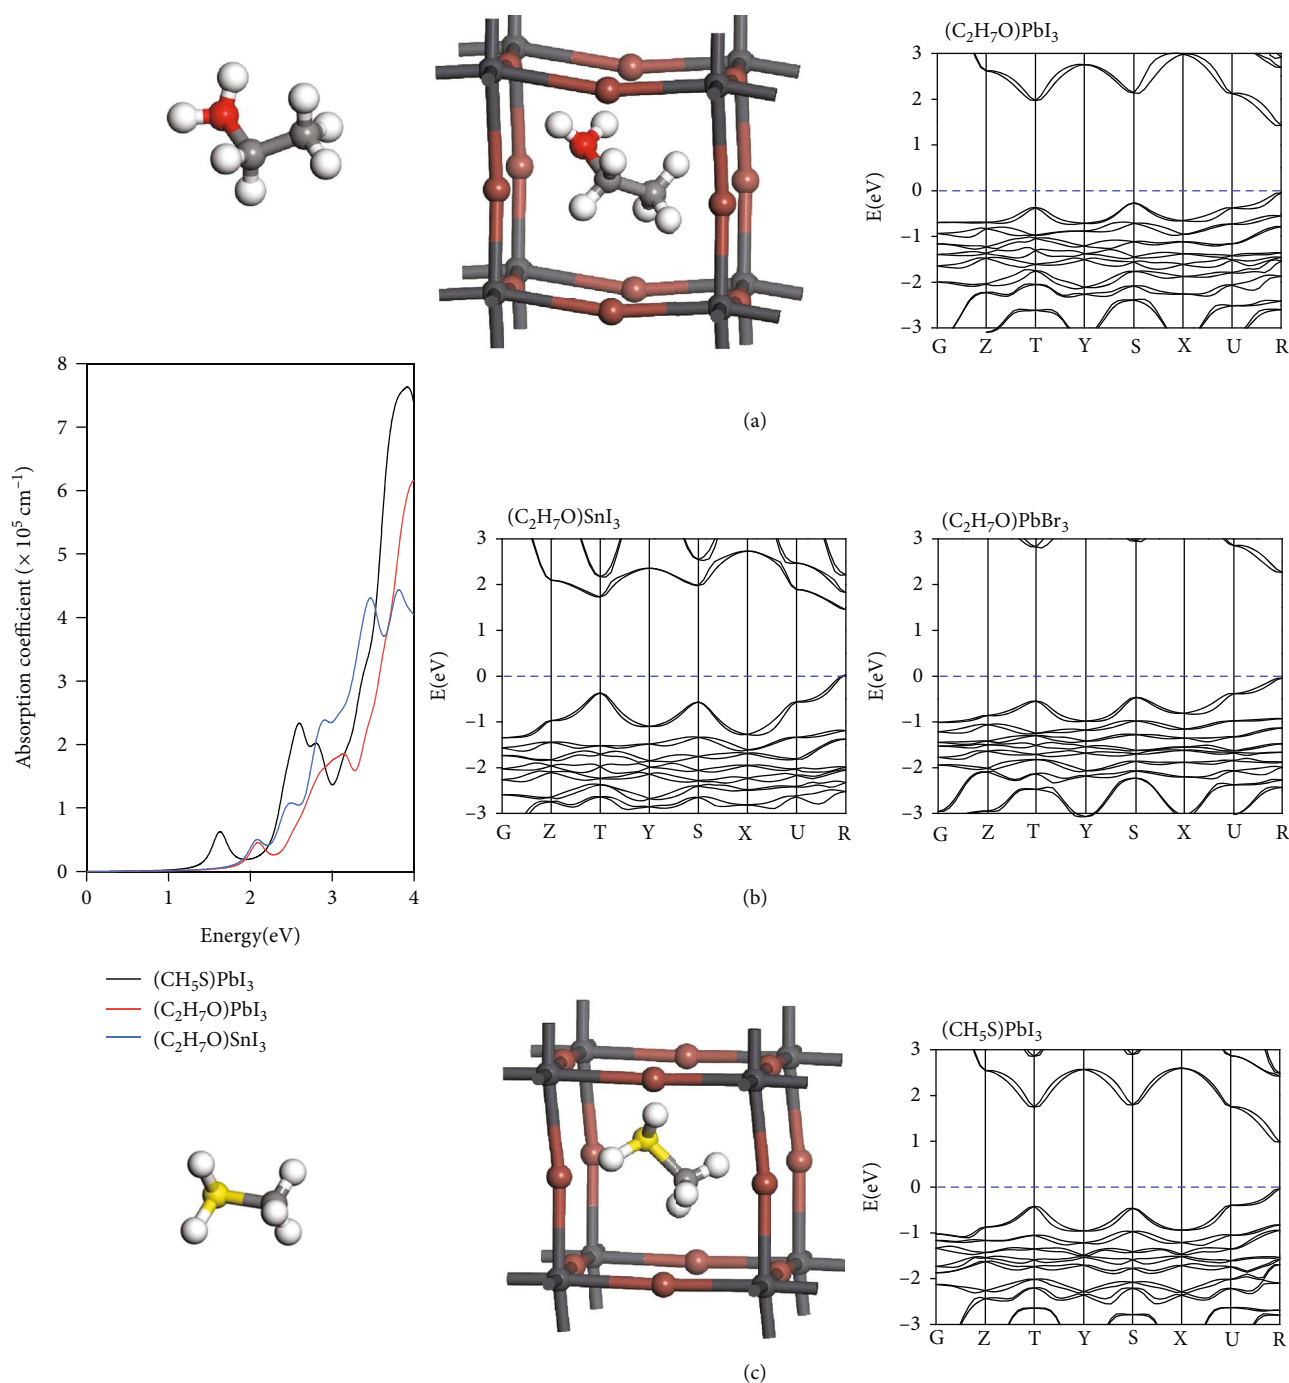 (C₂H₇O)PbI₃
3
2
1
0
−1
−2
−3
E(eV)
G Z T Y S X U R
(a)
8
7
6
5
4
3
2
1
0
Absorption coefficient (× 10⁵ cm⁻¹)
0 1 2 3 4
Energy(eV)
(CH₅S)PbI₃
(C₂H₇O)PbI₃
(C₂H₇O)SnI₃
(C₂H₇O)SnI₃
3
2
1
0
−1
−2
−3
E(eV)
G Z T Y S X U R
(C₂H₇O)PbBr₃
3
2
1
0
−1
−2
−3
E(eV)
G Z T Y S X U R
(b)
(CH₅S)PbI₃
3
2
1
0
−1
−2
−3
E(eV)
G Z T Y S X U R
(c)